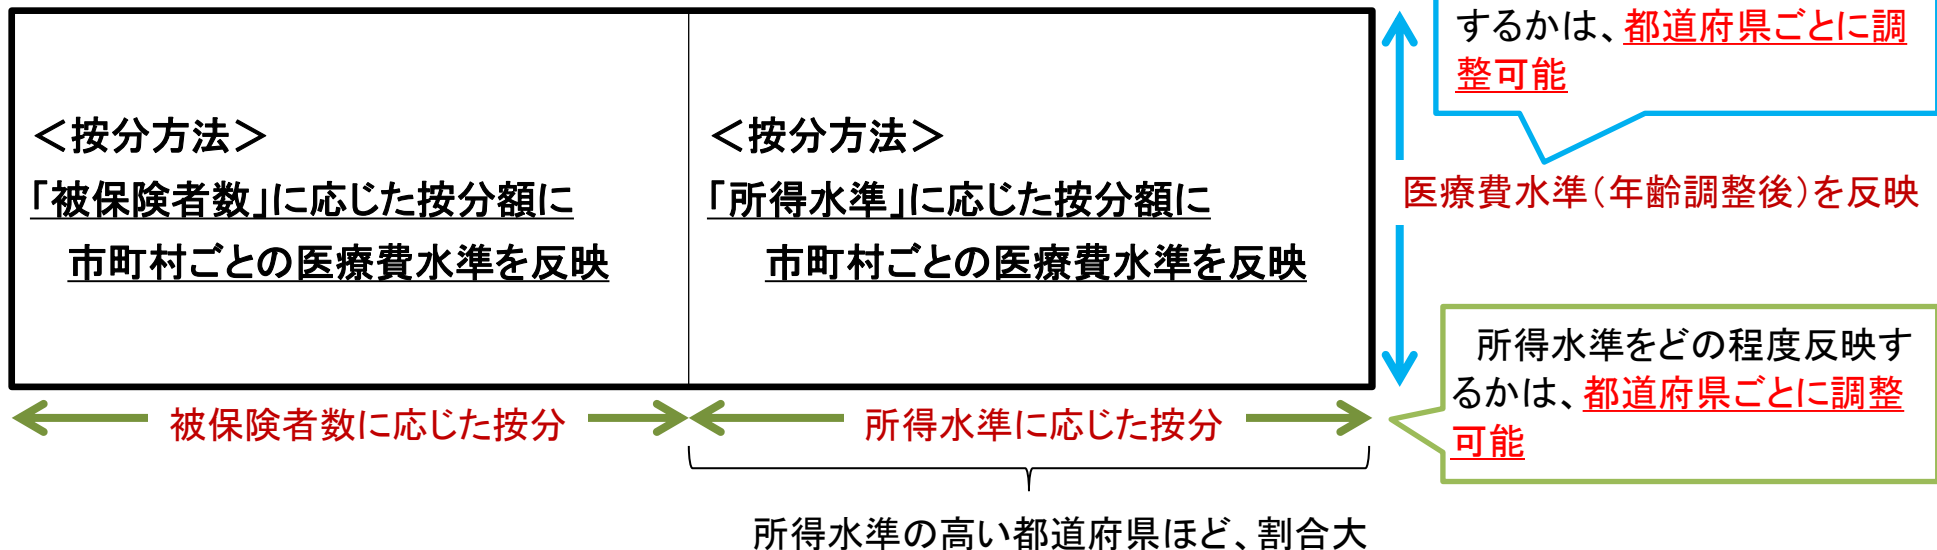 ＜按分方法＞
「被保険者数」に応じた按分額に
市町村ごとの医療費水準を反映
＜按分方法＞
「所得水準」に応じた按分額に
市町村ごとの医療費水準を反映
するかは、都道府県ごとに調
整可能
医療費水準（年齢調整後）を反映
所得水準をどの程度反映す
るかは、都道府県ごとに調整
可能
被保険者数に応じた按分
所得水準に応じた按分
所得水準の高い都道府県ほど、割合大